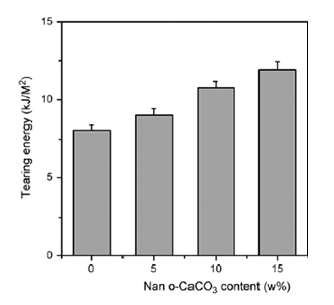 15
10
5
0
Tearing energy (kJ/M²)
0 5 10 15
Nan o-CaCO₃ content (w%)